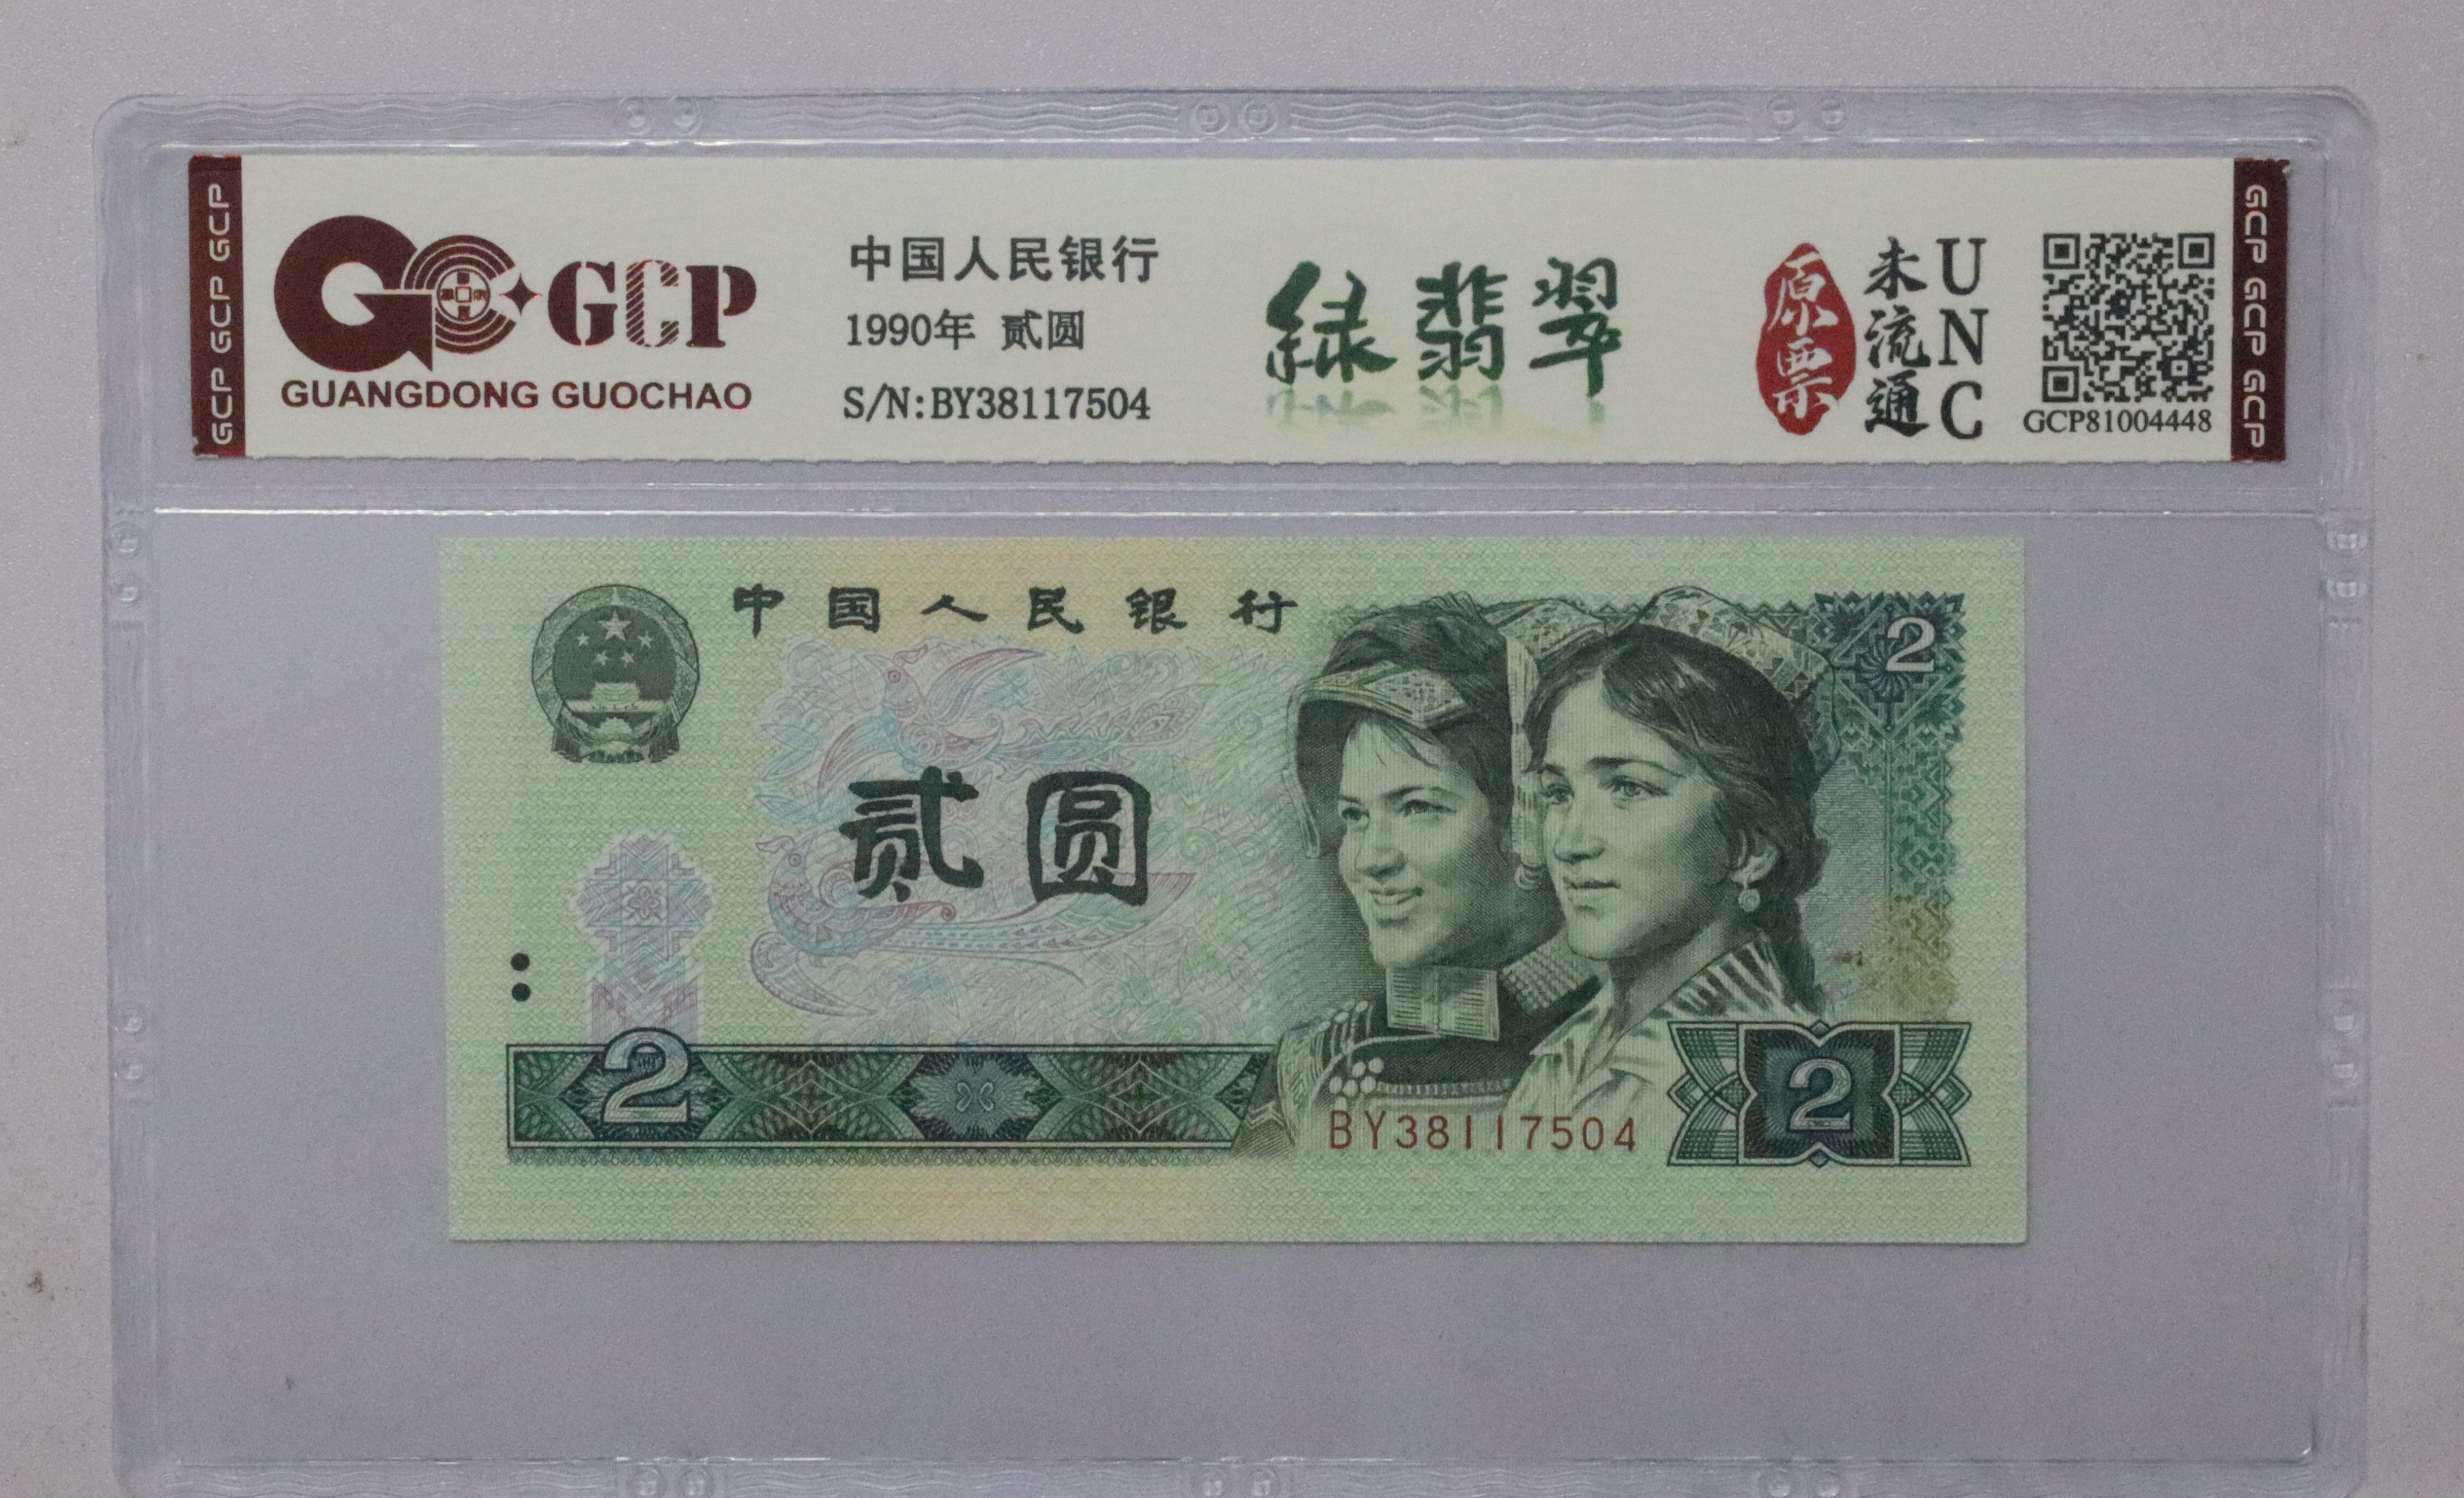 GCP GCP GCP
GCP
GUANGDONG GUOCHAO
中国人民银行
1990年 贰圆
S/N:BY38117504
绿翡翠
原票
未流通
UNC
GCP81004448
GCP GCP GCP
中国人民银行
2
贰圆
2
BY38117504
2